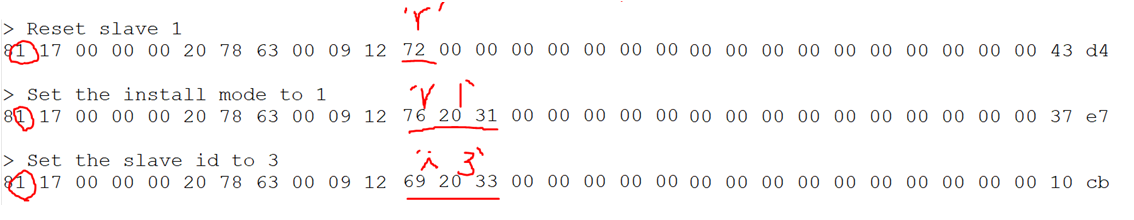 'r'
> Reset slave 1
81 17 00 00 00 20 78 63 00 09 12 72 00 00 00 00 00 00 00 00 00 00 00 00 00 00 00 00 00 43 d4
> Set the install mode to 1
'v 1'
81 17 00 00 00 20 78 63 00 09 12 76 20 31 00 00 00 00 00 00 00 00 00 00 00 00 00 00 00 37 e7
> Set the slave id to 3
'i 3'
81 17 00 00 00 20 78 63 00 09 12 69 20 33 00 00 00 00 00 00 00 00 00 00 00 00 00 00 00 10 cb